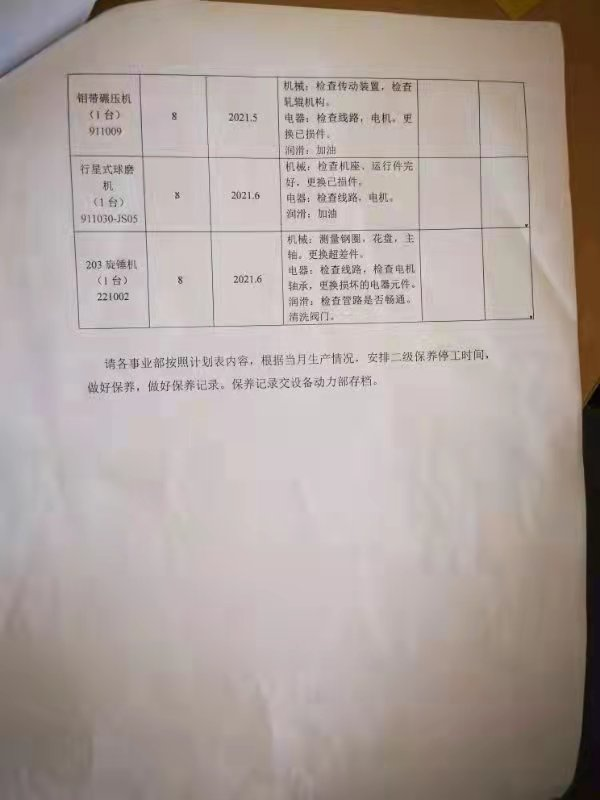 钼带碾压机
（1台）
911009
8
2021.5
机械：检查传动装置，检查
轧辊机构。
电器：检查线路，电机。更
换已损件。
润滑：加油
行星式球磨
机
（1台）
911030-JS05
8
2021.6
机械：检查机座、运行件完
好，更换已损件。
电器：检查线路，电机。
润滑：加油
203旋锤机
（1台）
221002
8
2021.6
机械：测量钢圈，花盘，主
轴。更换超差件。
电器：检查线路，检查电机
轴承，更换损坏的电器元件。
润滑：检查管路是否畅通。
清洗阀门。
请各事业部按照计划表内容，根据当月生产情况，安排二级保养停工时间，
做好保养，做好保养记录。保养记录交设备动力部存档。